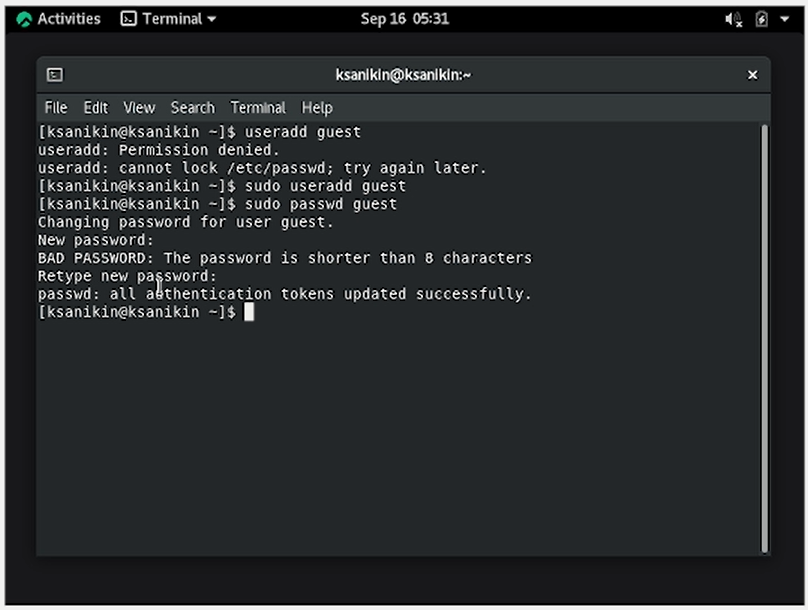 Activities Terminal Sep 16 05:31
ksanikin@ksanikin:~
File Edit View Search Terminal Help
[ksanikin@ksanikin ~]$ useradd guest
useradd: Permission denied.
useradd: cannot lock /etc/passwd; try again later.
[ksanikin@ksanikin ~]$ sudo useradd guest
[ksanikin@ksanikin ~]$ sudo passwd guest
Changing password for user guest.
New password:
BAD PASSWORD: The password is shorter than 8 characters
Retype new password:
passwd: all authentication tokens updated successfully.
[ksanikin@ksanikin ~]$